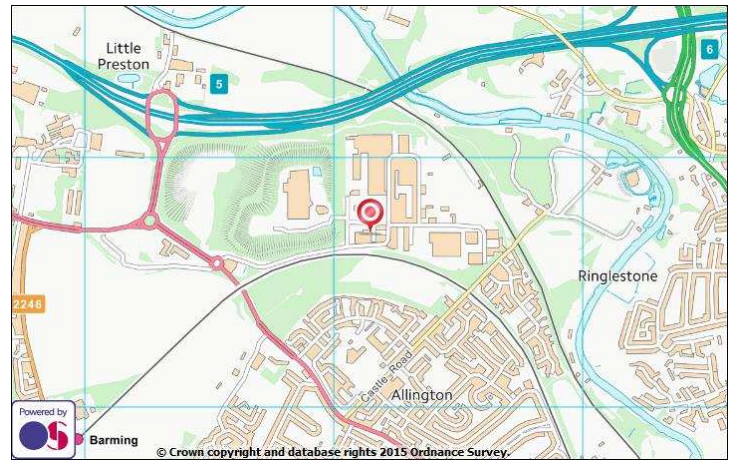 Little
Preston
5
6
Ringlestone
2246
Castle Road
Allington
Powered by
OS
Barming
© Crown copyright and database rights 2015 Ordnance Survey.